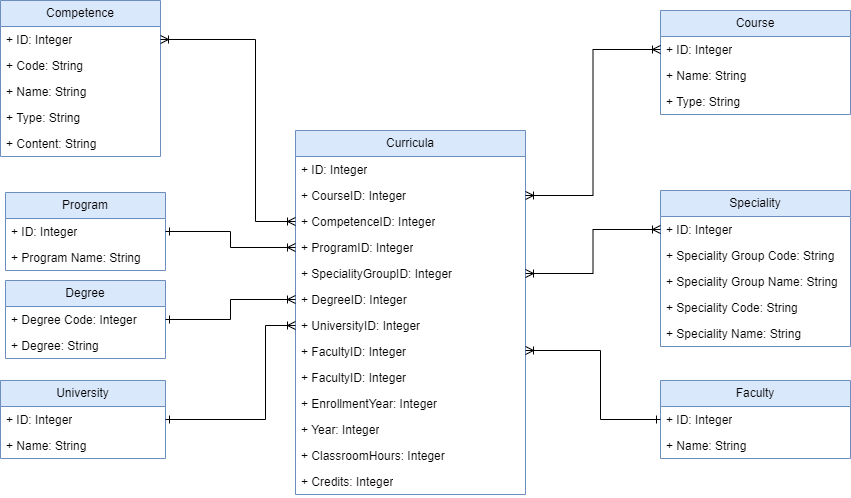 Competence
+ ID: Integer
+ Code: String
+ Name: String
+ Type: String
+ Content: String
Program
+ ID: Integer
+ Program Name: String
Degree
+ Degree Code: Integer
+ Degree: String
University
+ ID: Integer
+ Name: String
Curricula
+ ID: Integer
+ CourseID: Integer
+ CompetenceID: Integer
+ ProgramID: Integer
+ SpecialityGroupID: Integer
+ DegreeID: Integer
+ UniversityID: Integer
+ FacultyID: Integer
+ FacultyID: Integer
+ EnrollmentYear: Integer
+ Year: Integer
+ ClassroomHours: Integer
+ Credits: Integer
Course
+ ID: Integer
+ Name: String
+ Type: String
Speciality
+ ID: Integer
+ Speciality Group Code: String
+ Speciality Group Name: String
+ Speciality Code: String
+ Speciality Name: String
Faculty
+ ID: Integer
+ Name: String